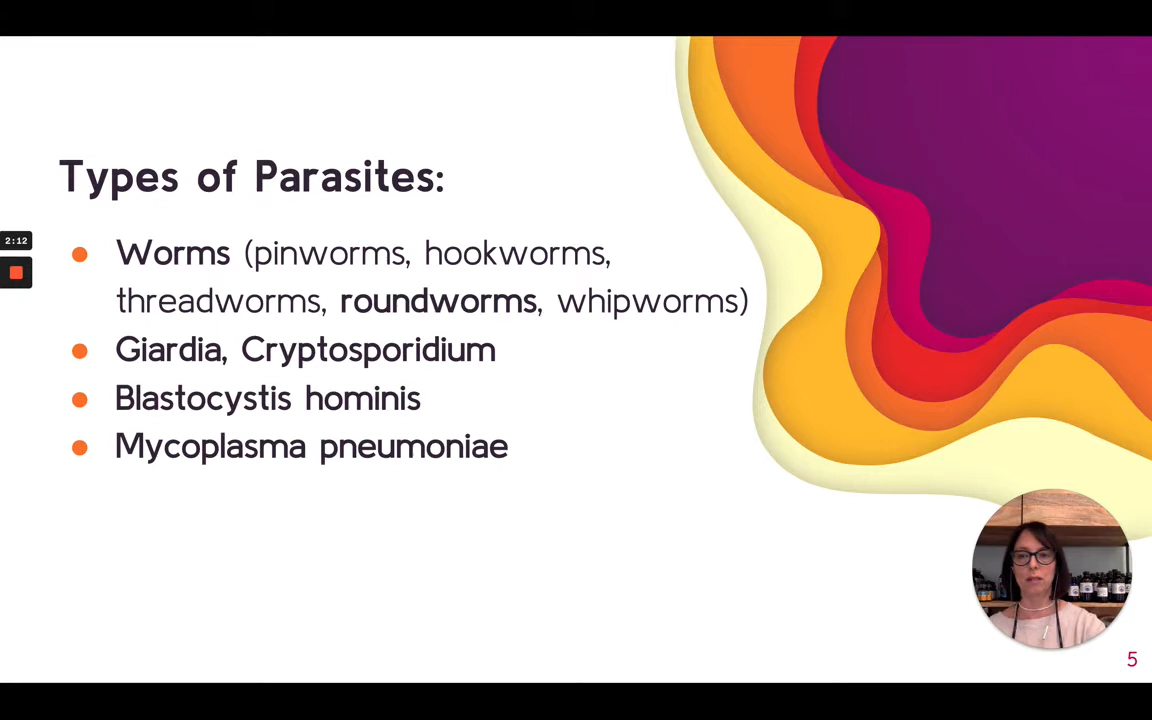 Types of Parasites:
2:12
● Worms (pinworms, hookworms,
threadworms, roundworms, whipworms)
● Giardia, Cryptosporidium
● Blastocystis hominis
● Mycoplasma pneumoniae
5